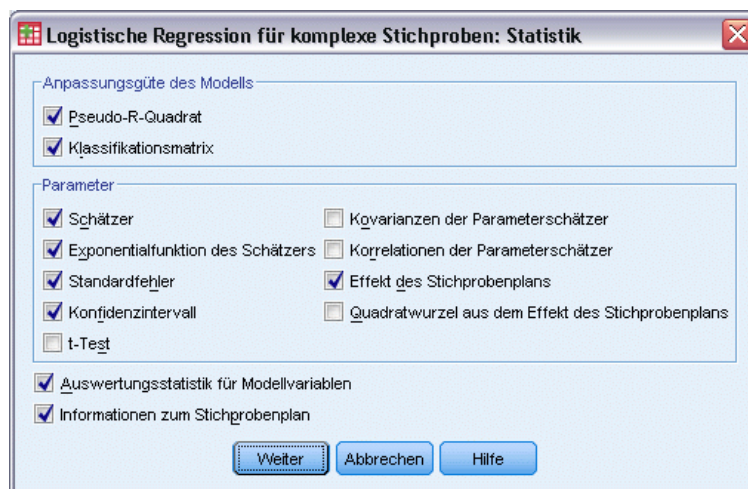 Logistische Regression für komplexe Stichproben: Statistik
Anpassungsgüte des Modells
Pseudo-R-Quadrat
Klassifikationsmatrix
Parameter
Schätzer
Exponentialfunktion des Schätzers
Standardfehler
Konfidenzintervall
t-Test
Kovarianzen der Parameterschätzer
Korrelationen der Parameterschätzer
Effekt des Stichprobenplans
Quadratwurzel aus dem Effekt des Stichprobenplans
Auswertungsstatistik für Modellvariablen
Informationen zum Stichprobenplan
Weiter
Abbrechen
Hilfe